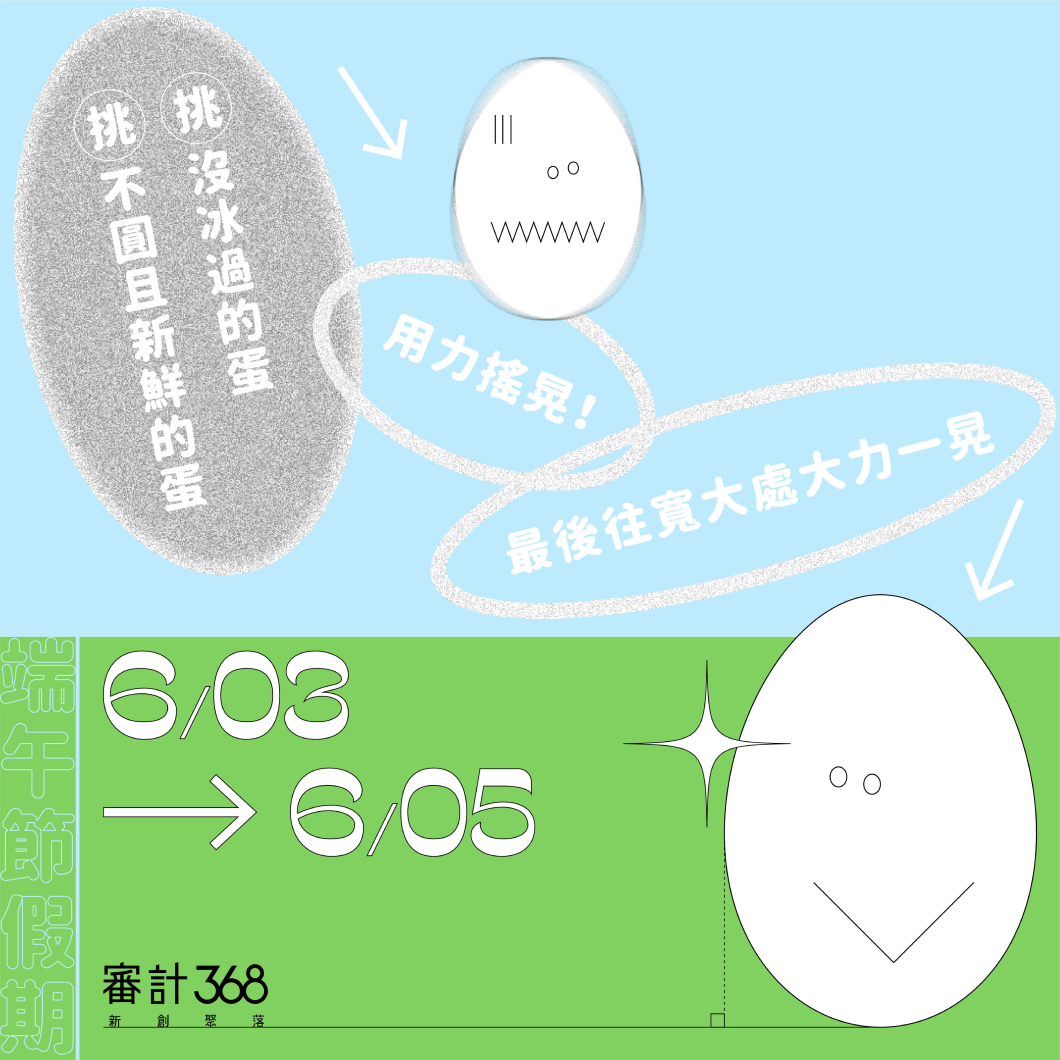 挑沒冰過的蛋
挑不圓且新鮮的蛋
用力搖晃!
最後往寬大處大力一晃
端午節假期
6/03
→ 6/05
審計368
新創聚落